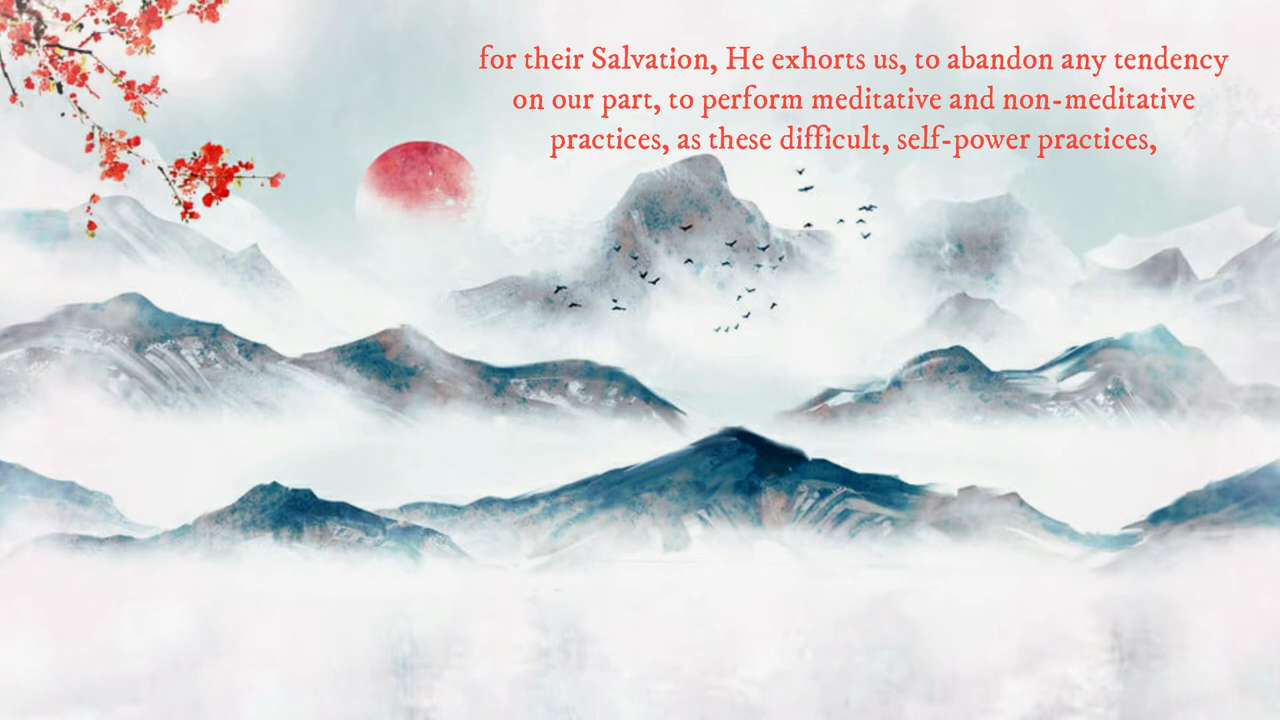 for their Salvation, He exhorts us, to abandon any tendency
on our part, to perform meditative and non-meditative
practices, as these difficult, self-power practices,